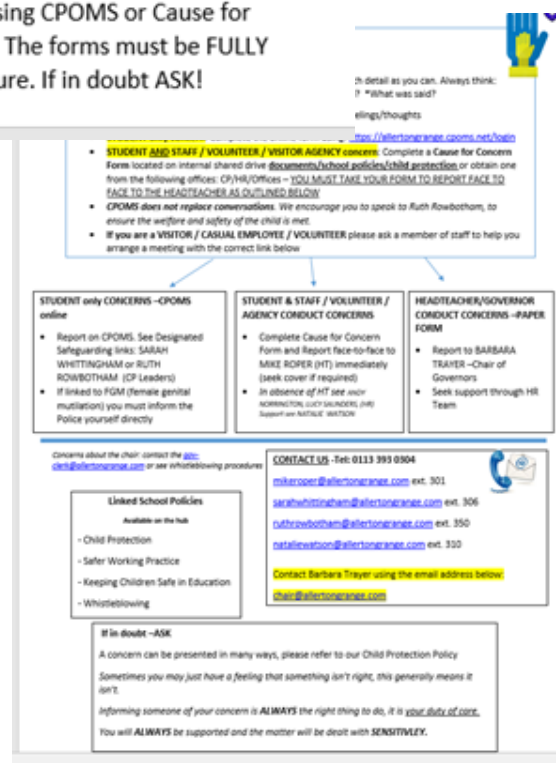 sing CPOMS or Cause for
The forms must be FULLY
ure. If in doubt ASK!
h detail as you can. Always think:
? *What was said?
elings/thoughts
https://allertongrange.cpoms.net/login
• STUDENT AND STAFF / VOLUNTEER / VISITOR AGENCY concern: Complete a Cause for Concern
Form located on internal shared drive documents/school policies/child protection or obtain one
from the following offices: CP/HR/Offices – YOU MUST TAKE YOUR FORM TO REPORT FACE TO
FACE TO THE HEADTEACHER AS OUTLINED BELOW
• CPOMS does not replace conversations. We encourage you to speak to Ruth Rowbotham, to
ensure the welfare and safety of the child is met.
• If you are a VISITOR / CASUAL EMPLOYEE / VOLUNTEER please ask a member of staff to help you
arrange a meeting with the correct link below
STUDENT only CONCERNS –CPOMS
online
• Report on CPOMS. See Designated
Safeguarding links: SARAH
WHITTINGHAM or RUTH
ROWBOTHAM (CP Leaders)
• If linked to FGM (female genital
mutilation) you must inform the
Police yourself directly
STUDENT & STAFF / VOLUNTEER /
AGENCY CONDUCT CONCERNS
• Complete Cause for Concern
Form and Report face-to-face to
MIKE ROPER (HT) immediately
(seek cover if required)
• In absence of HT see ANDY
NORRINGTON, LUCY SAUNDERS, (HR)
Support see NATALIE WATSON
HEADTEACHER/GOVERNOR
CONDUCT CONCERNS –PAPER
FORM
• Report to BARBARA
TRAYER –Chair of
Governors
• Seek support through HR
Team
Concerns about the chair: contact the gov-
clerk@allertongrange.com or see Whistleblowing procedures
Linked School Policies
Available on the hub
- Child Protection
- Safer Working Practice
- Keeping Children Safe in Education
- Whistleblowing
CONTACT US -Tel: 0113 393 0304
mikeroper@allertongrange.com ext. 301
sarahwhittingham@allertongrange.com ext. 306
ruthrowbotham@allertongrange.com ext. 350
nataliewatson@allertongrange.com ext. 310
Contact Barbara Trayer using the email address below:
chair@allertongrange.com
If in doubt –ASK
A concern can be presented in many ways, please refer to our Child Protection Policy
Sometimes you may just have a feeling that something isn't right, this generally means it
isn't.
Informing someone of your concern is ALWAYS the right thing to do, it is your duty of care.
You will ALWAYS be supported and the matter will be dealt with SENSITIVLEY.